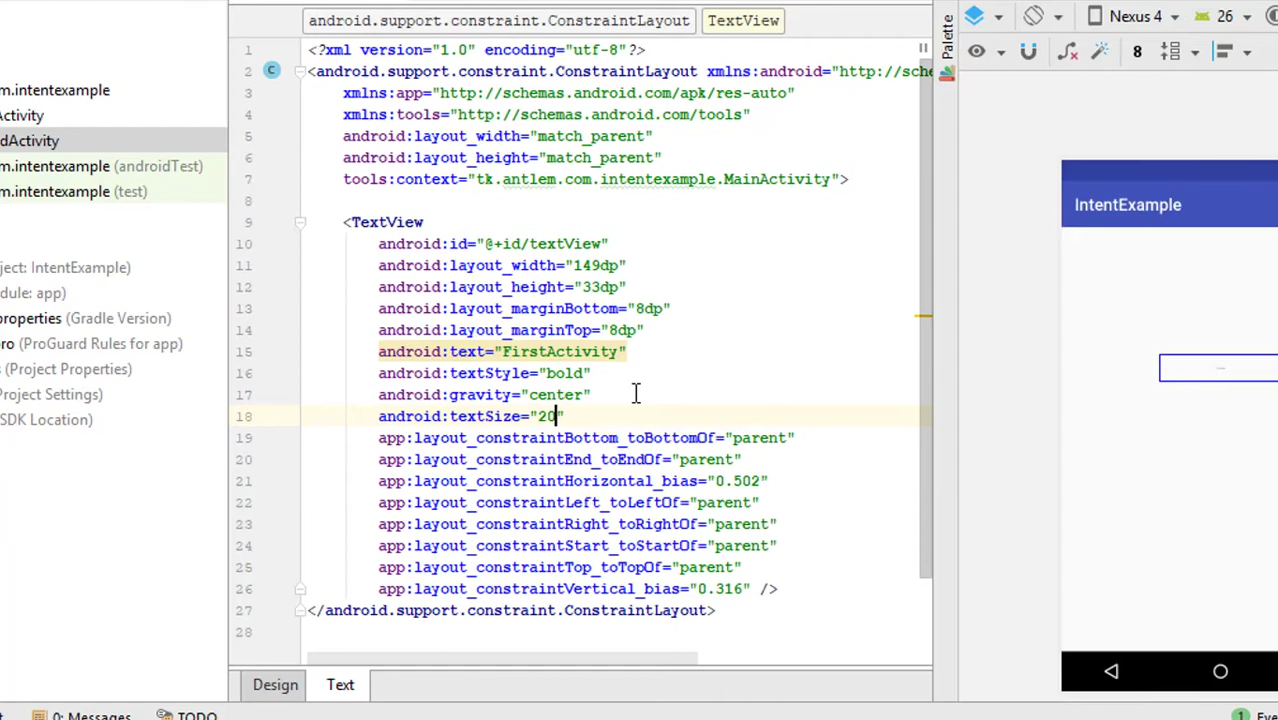 android.support.constraint.ConstraintLayout TextView
Palette
Nexus 4
26
8
m.intentexample
Activity
dActivity
m.intentexample (androidTest)
m.intentexample (test)
ject: IntentExample)
dule: app)
properties (Gradle Version)
ro (ProGuard Rules for app)
s (Project Properties)
ect Settings)
SDK Location)
1 <?xml version="1.0" encoding="utf-8"?>
2 <android.support.constraint.ConstraintLayout xmlns:android="http://sche
3 xmlns:app="http://schemas.android.com/apk/res-auto"
4 xmlns:tools="http://schemas.android.com/tools"
5 android:layout_width="match_parent"
6 android:layout_height="match_parent"
7 tools:context="tk.antlem.com.intentexample.MainActivity">
8
9 <TextView
10 android:id="@+id/textView"
11 android:layout_width="149dp"
12 android:layout_height="33dp"
13 android:layout_marginBottom="8dp"
14 android:layout_marginTop="8dp"
15 android:text="FirstActivity"
16 android:textStyle="bold"
17 android:gravity="center"
18 android:textSize="20"
19 app:layout_constraintBottom_toBottomOf="parent"
20 app:layout_constraintEnd_toEndOf="parent"
21 app:layout_constraintHorizontal_bias="0.502"
22 app:layout_constraintLeft_toLeftOf="parent"
23 app:layout_constraintRight_toRightOf="parent"
24 app:layout_constraintStart_toStartOf="parent"
25 app:layout_constraintTop_toTopOf="parent"
26 app:layout_constraintVertical_bias="0.316" />
27 </android.support.constraint.ConstraintLayout>
28
IntentExample
Design Text
0: Messages TODO
1 Eve